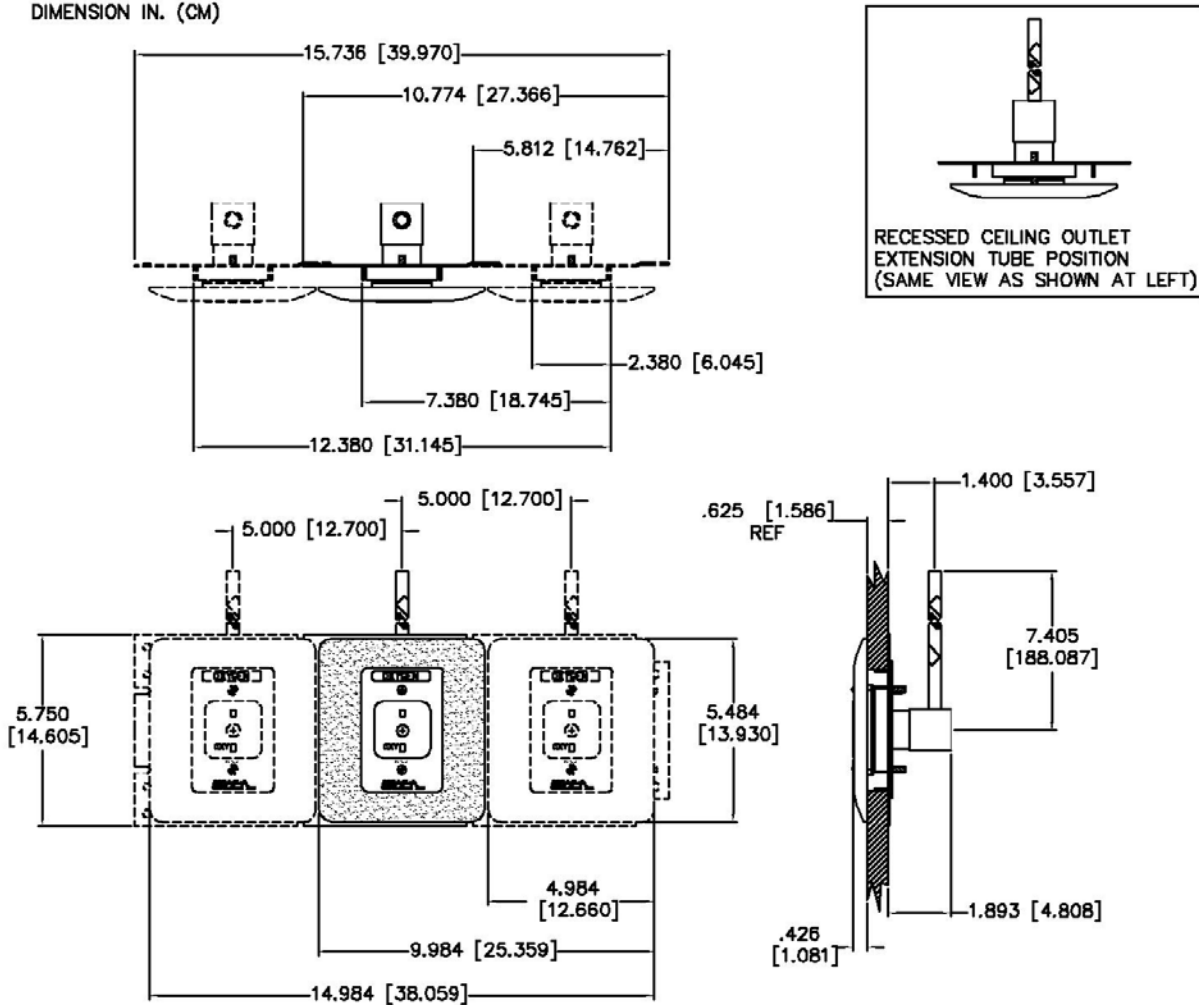 DIMENSION IN. (CM)
15.736 [39.970]
10.774 [27.366]
5.812 [14.762]
RECESSED CEILING OUTLET
EXTENSION TUBE POSITION
(SAME VIEW AS SHOWN AT LEFT)
2.380 [6.045]
7.380 [18.745]
12.380 [31.145]
5.000 [12.700]
5.000 [12.700]
.625 [1.586]
REF
1.400 [3.557]
7.405
[188.087]
5.750
[14.605]
OXYGEN
OXYGEN
OXYGEN
5.484
[13.930]
4.984
[12.660]
9.984 [25.359]
14.984 [38.059]
1.893 [4.808]
.426
[1.081]